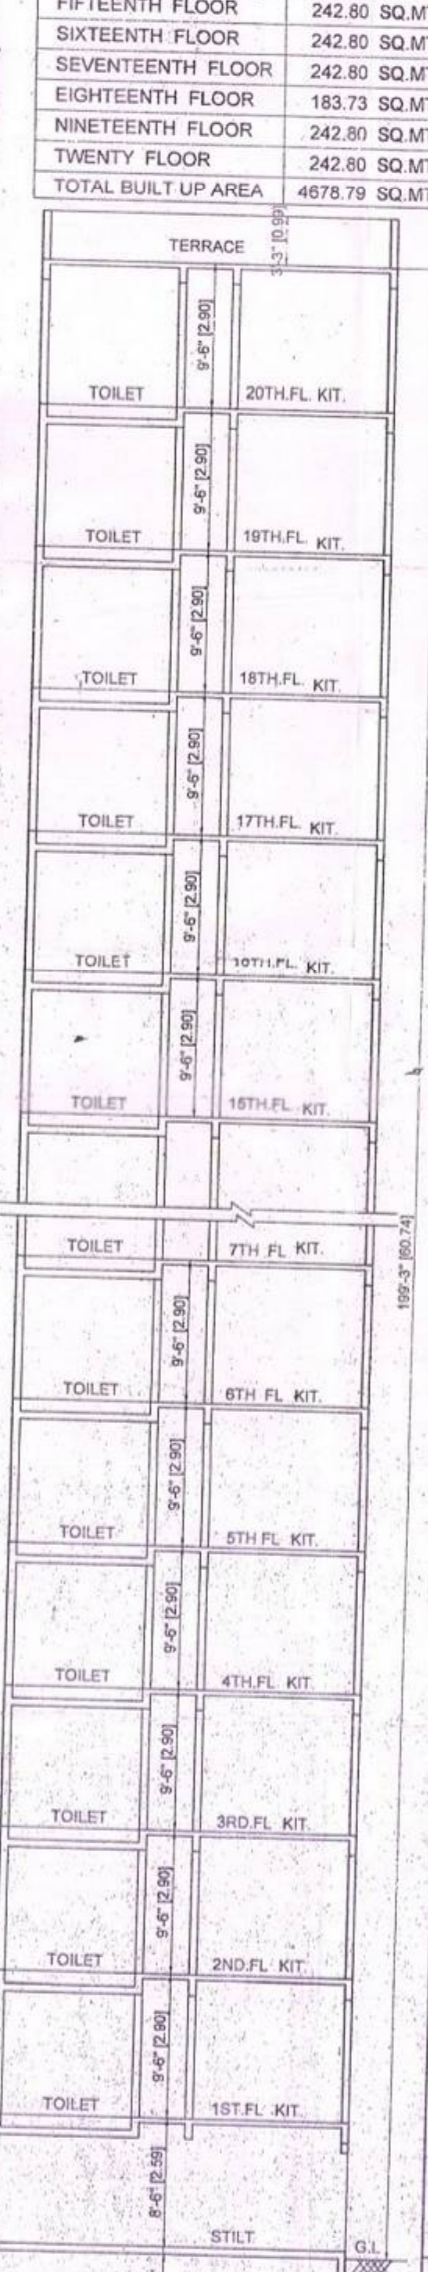 FIFTEENTH FLOOR 242.80 SQ.MT
SIXTEENTH FLOOR 242.80 SQ.MT
SEVENTEENTH FLOOR 242.80 SQ.MT
EIGHTEENTH FLOOR 183.73 SQ.MT
NINETEENTH FLOOR 242.80 SQ.MT
TWENTY FLOOR 242.80 SQ.MT
TOTAL BUILT UP AREA 4678.79 SQ.MT
TERRACE 3'-3" [0.99]
9'-6" [2.90]
TOILET 20TH.FL. KIT.
9'-6" [2.90]
TOILET 19TH.FL. KIT.
9'-6" [2.90]
TOILET 18TH.FL. KIT.
9'-6" [2.90]
TOILET 17TH.FL. KIT.
9'-6" [2.90]
TOILET KIT.
9'-6" [2.90]
TOILET 15TH.FL. KIT.
199'-3" [60.74]
TOILET 7TH FL KIT.
9'-6" [2.90]
TOILET 6TH FL KIT.
9'-6" [2.90]
TOILET 5TH FL KIT.
9'-6" [2.90]
TOILET 4TH.FL KIT.
9'-6" [2.90]
TOILET 3RD.FL KIT.
9'-6" [2.90]
TOILET 2ND.FL KIT.
9'-6" [2.90]
TOILET 1ST.FL KIT.
8'-6" [2.59]
STILT
G.L.